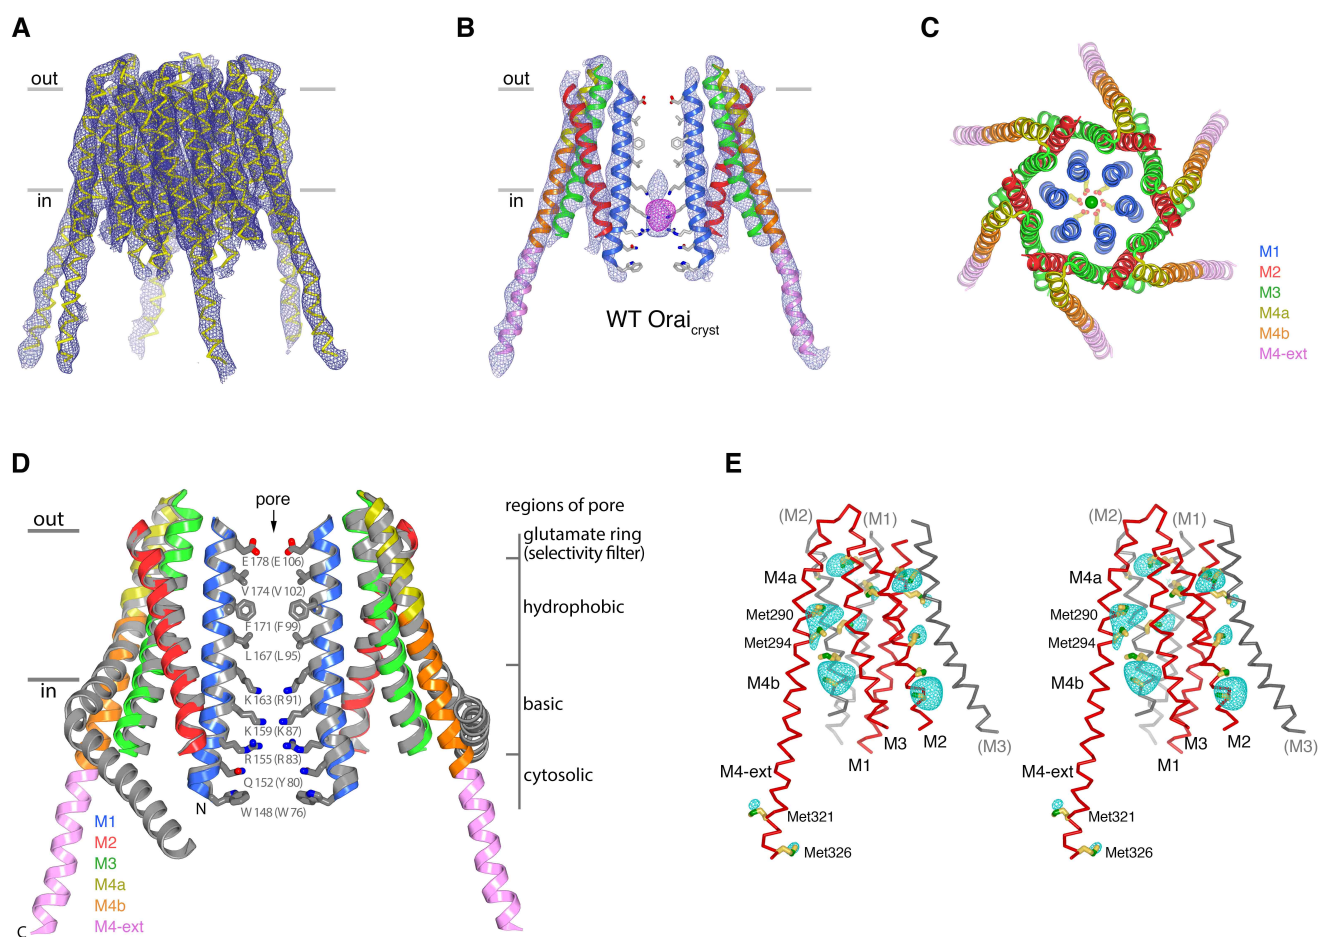 A
out
in
B
out
in
WT Orai_cryst
C
M1
M2
M3
M4a
M4b
M4-ext
D
out
in
pore
E 178 (E 106)
V 174 (V 102)
F 171 (F 99)
L 167 (L 95)
K 163 (R 91)
K 159 (K 87)
R 155 (R 83)
Q 152 (Y 80)
W 148 (W 76)
N
C
M1
M2
M3
M4a
M4b
M4-ext
regions of pore
glutamate ring
(selectivity filter)
hydrophobic
basic
cytosolic
E
(M2)
(M1)
M4a
Met290
Met294
M4b
M3
M2
(M3)
M1
M4-ext
Met321
Met326
(M2)
(M1)
M4a
Met290
Met294
M4b
M3
M2
(M3)
M1
M4-ext
Met321
Met326